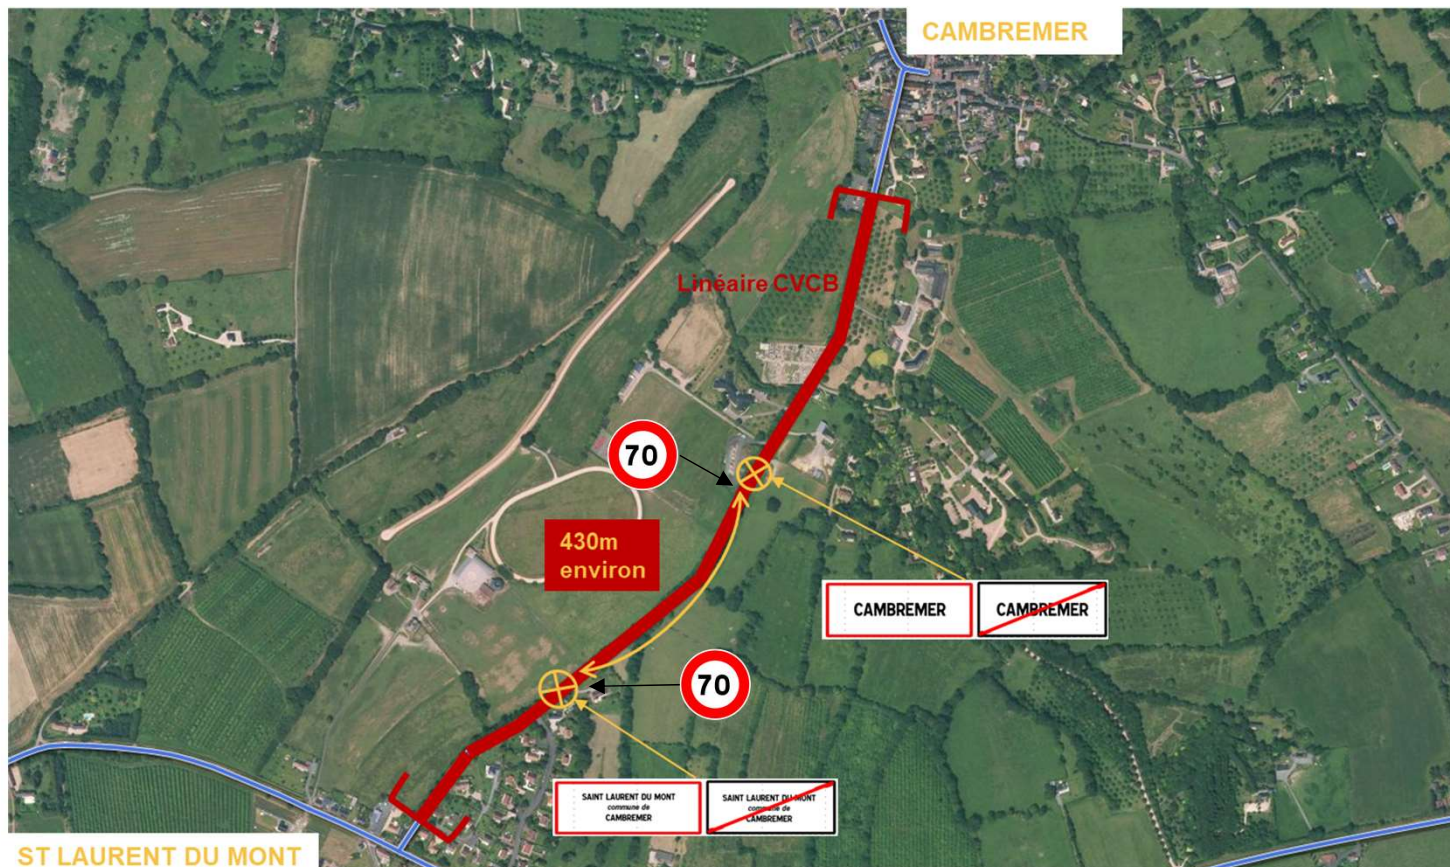 CAMBREMER
Linéaire CVCB
70
430m
environ
CAMBREMER
CAMBREMER
70
SAINT LAURENT DU MONT
commune de
CAMBREMER
SAINT LAURENT DU MONT
commune de
CAMBREMER
ST LAURENT DU MONT